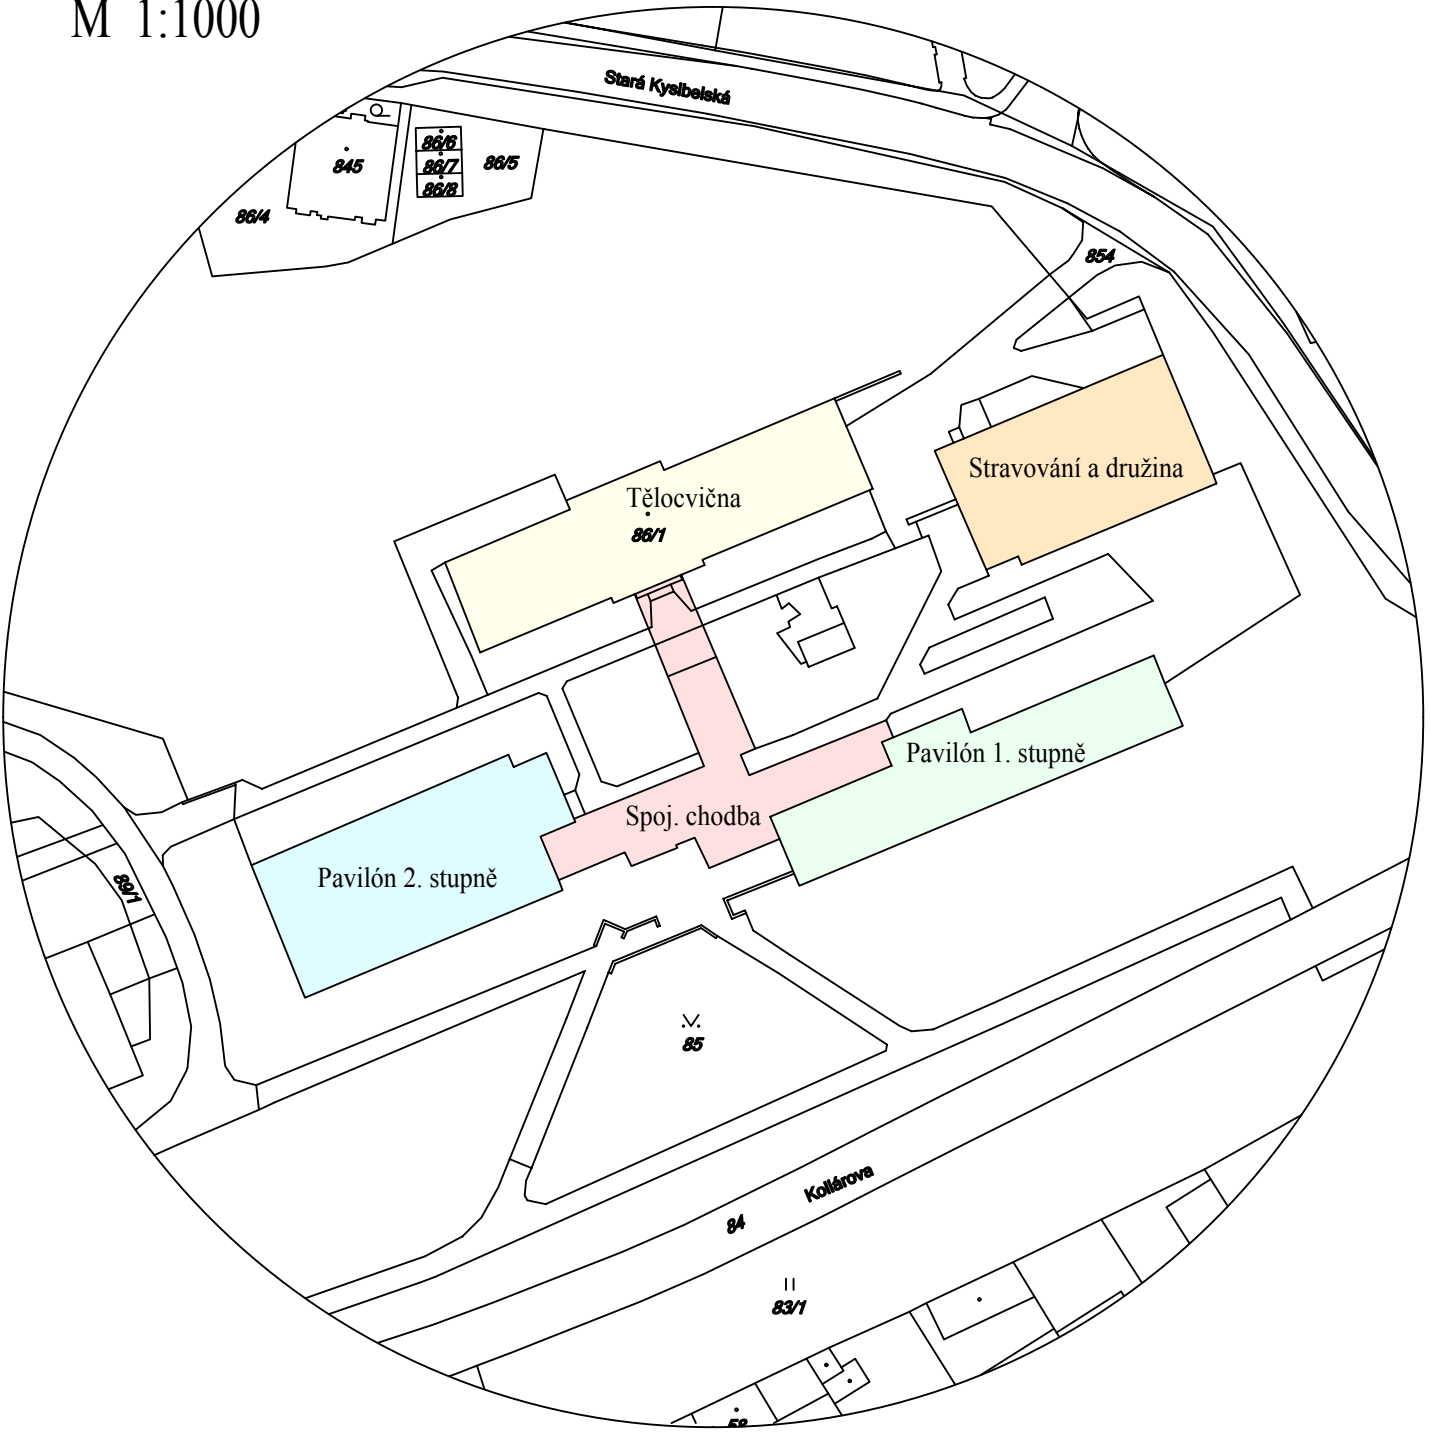 M 1:1000
Stará Kysibelská
86/6
845
86/7
86/5
86/8
86/4
854
Stravování a družina
Tělocvična
86/1
Pavilón 1. stupně
Spoj. chodba
Pavilón 2. stupně
89/1
85
Kollárova
84
83/1